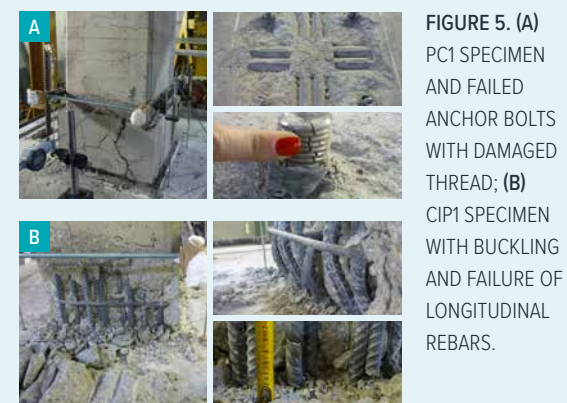 A
B
FIGURE 5. (A)
PC1 SPECIMEN
AND FAILED
ANCHOR BOLTS
WITH DAMAGED
THREAD; (B)
CIP1 SPECIMEN
WITH BUCKLING
AND FAILURE OF
LONGITUDINAL
REBARS.